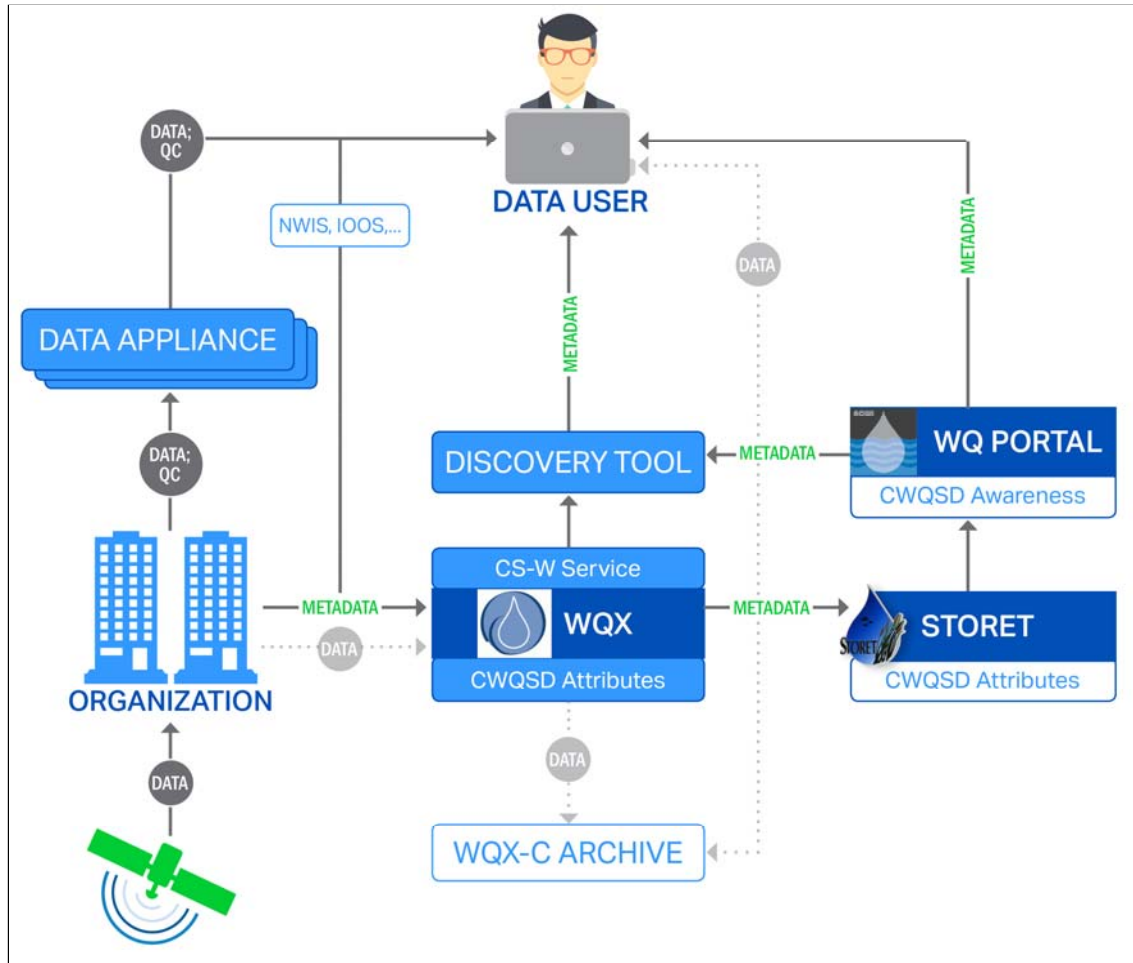 DATA;
QC
DATA USER
NWIS, IOOS,...
METADATA
DATA
METADATA
DATA APPLIANCE
DATA;
QC
DISCOVERY TOOL
METADATA
WQ PORTAL
CWQSD Awareness
CS-W Service
METADATA
WQX
METADATA
STORET
STORET
DATA
CWQSD Attributes
CWQSD Attributes
ORGANIZATION
DATA
DATA
WQX-C ARCHIVE